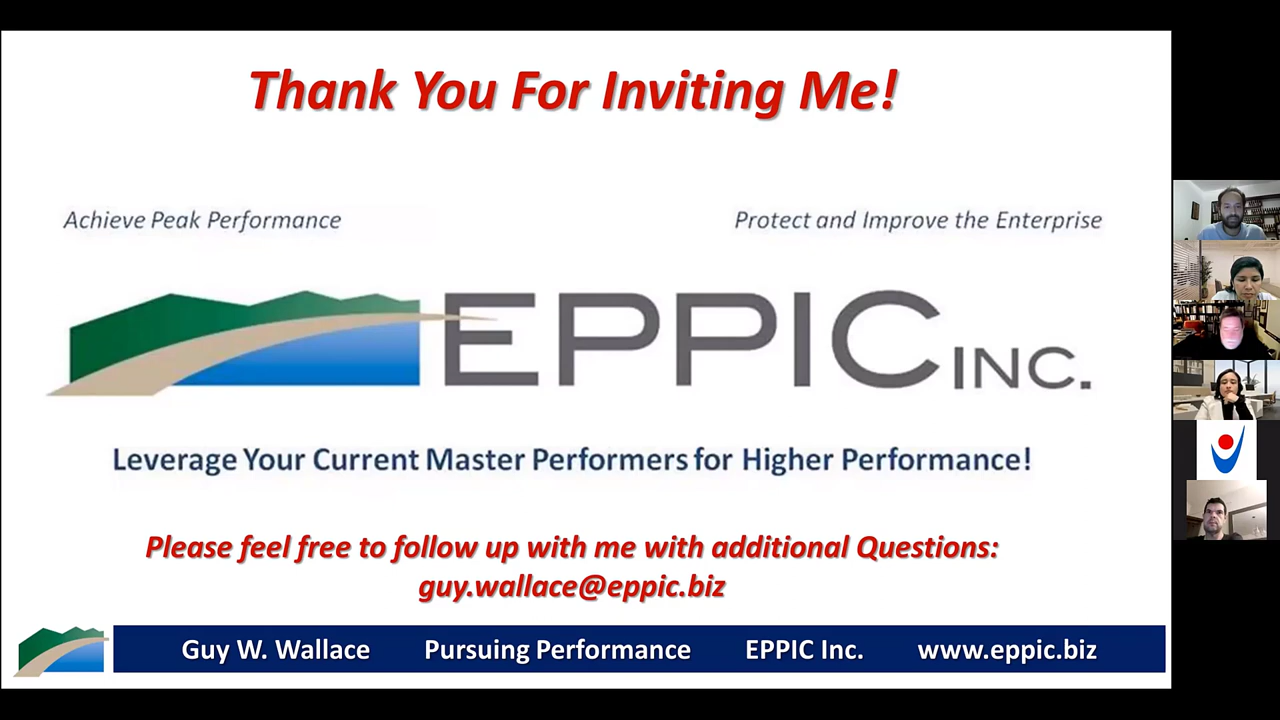 Thank You For Inviting Me!
Achieve Peak Performance
Protect and Improve the Enterprise
EPPIC INC.
Leverage Your Current Master Performers for Higher Performance!
Please feel free to follow up with me with additional Questions:
guy.wallace@eppic.biz
Guy W. Wallace Pursuing Performance EPPIC Inc. www.eppic.biz